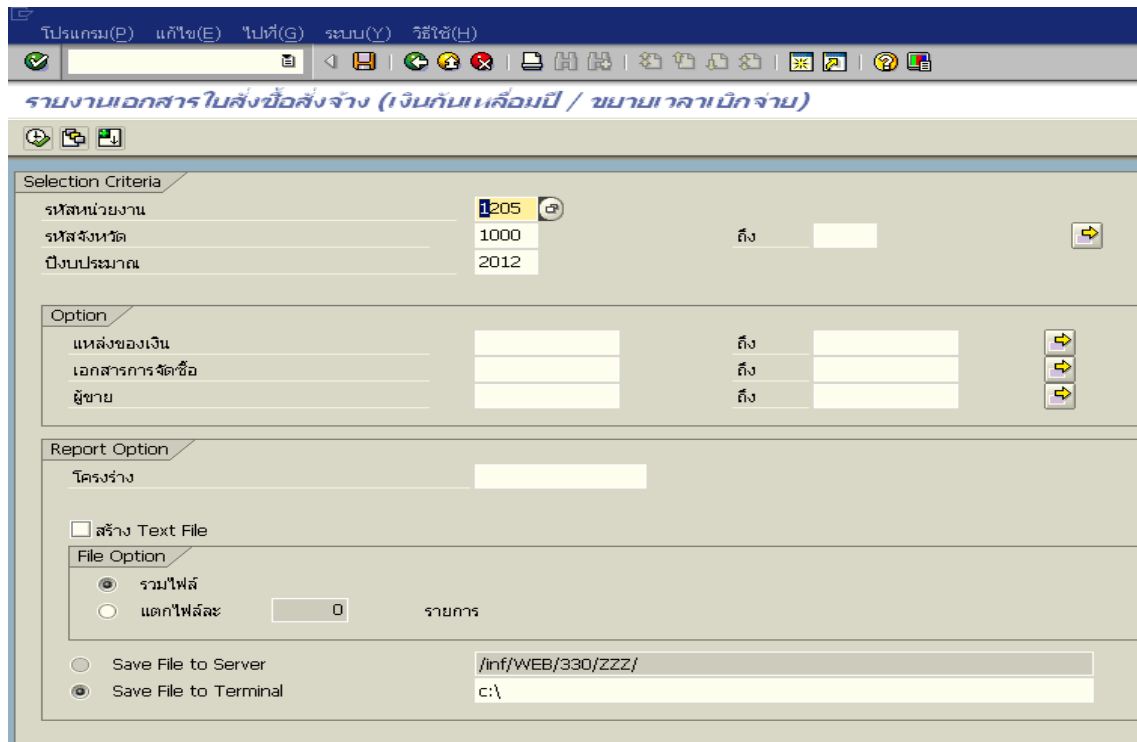 โปรแกรม(P) แก้ไข(E) ไปที่(G) ระบบ(Y) วิธีใช้(H)
รายงานเอกสารใบสั่งซื้อสั่งจ้าง (เงินกันเหลื่อมปี / ขยายเวลาเบิกจ่าย)
Selection Criteria
รหัสหน่วยงาน 1205
รหัสจังหวัด 1000 ถึง
ปีงบประมาณ 2012
Option
แหล่งของเงิน ถึง
เอกสารการจัดซื้อ ถึง
ผู้ขาย ถึง
Report Option
โครงร่าง
สร้าง Text File
File Option
รวมไฟล์
แตกไฟล์ละ 0 รายการ
Save File to Server /inf/WEB/330/ZZZ/
Save File to Terminal c:\